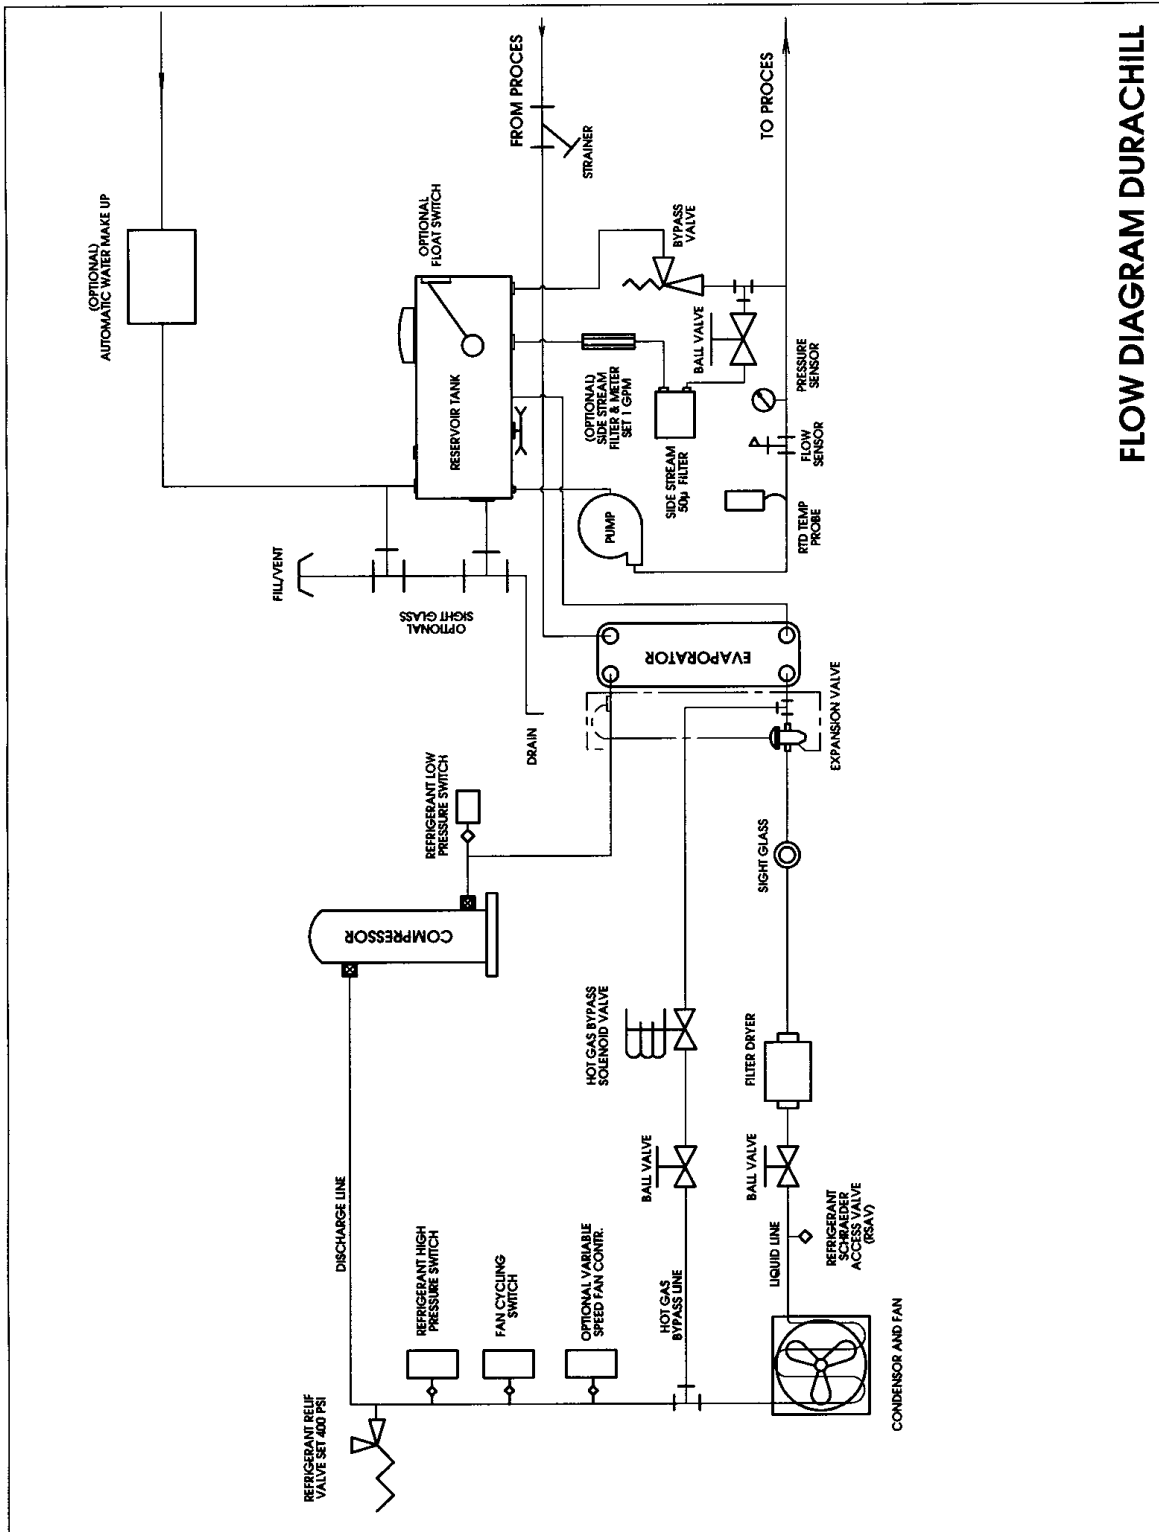 FLOW DIAGRAM DURACHILL
(OPTIONAL)
AUTOMATIC WATER MAKE UP
FROM PROCES
STRAINER
TO PROCES
OPTIONAL
FLOAT SWITCH
RESERVOIR TANK
BYPASS
VALVE
BALL VALVE
(OPTIONAL)
SIDE STREAM
FILTER & METER
SET 1 GPM
SIDE STREAM
50µ FILTER
PRESSURE
SENSOR
FLOW
SENSOR
RTD TEMP
PROBE
PUMP
FILL/VENT
OPTIONAL
SIGHT GLASS
DRAIN
EVAPORATOR
EXPANSION VALVE
REFRIGERANT LOW
PRESSURE SWITCH
COMPRESSOR
SIGHT GLASS
HOT GAS BYPASS
SOLENOID VALVE
FILTER DRYER
BALL VALVE
BALL VALVE
DISCHARGE LINE
REFRIGERANT HIGH
PRESSURE SWITCH
FAN CYCLING
SWITCH
OPTIONAL VARIABLE
SPEED FAN CONTR.
HOT GAS
BYPASS LINE
LIQUID LINE
REFRIGERANT
SCHRAEDER
ACCESS VALVE
(RSAV)
REFRIGERANT RELIF
VALVE SET 400 PSI
CONDENSOR AND FAN